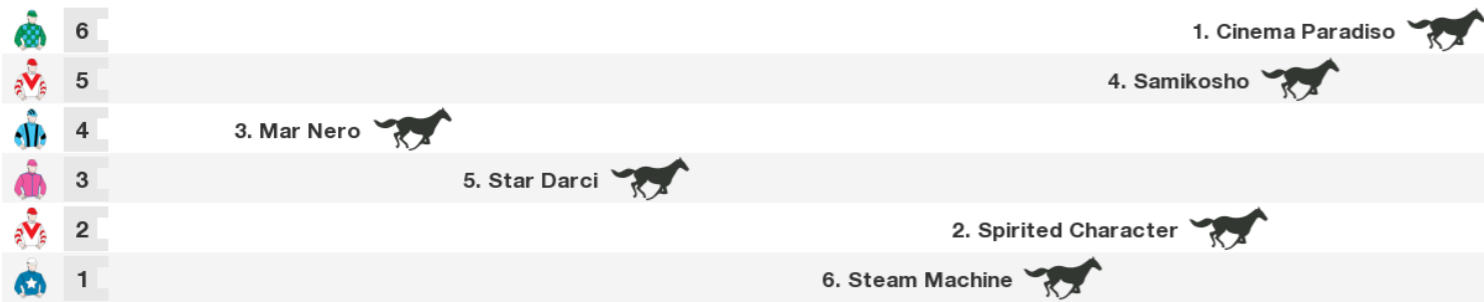 6 1. Cinema Paradiso
5 4. Samikosho
4 3. Mar Nero
3 5. Star Darci
2 2. Spirited Character
1 6. Steam Machine